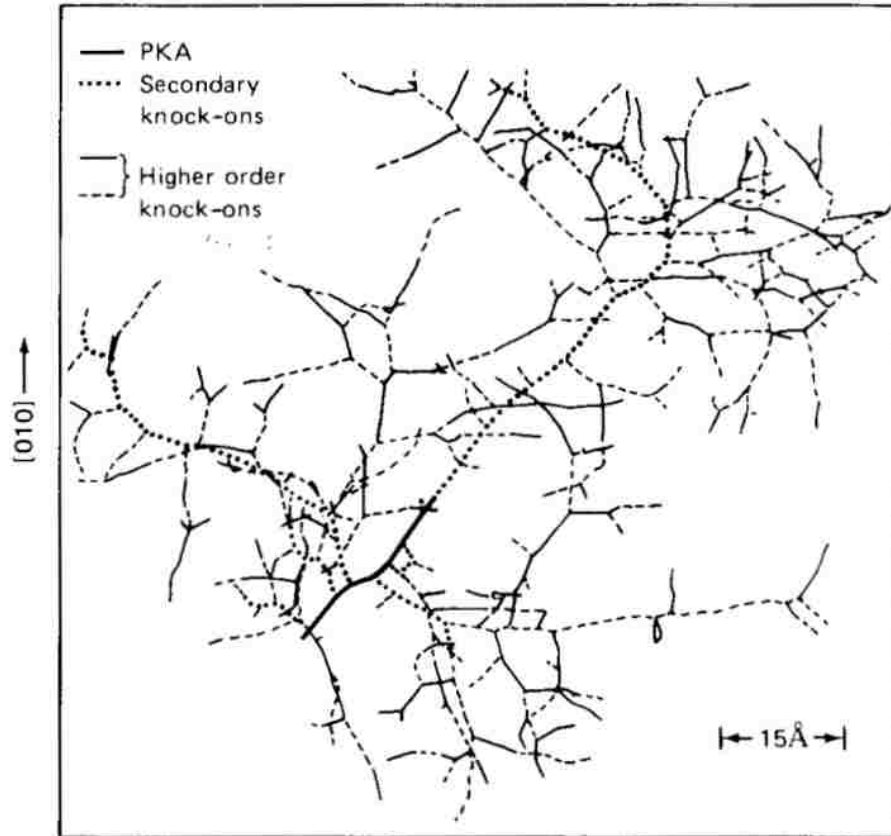 PKA
Secondary
knock-ons
Higher order
knock-ons
[010]
15Å